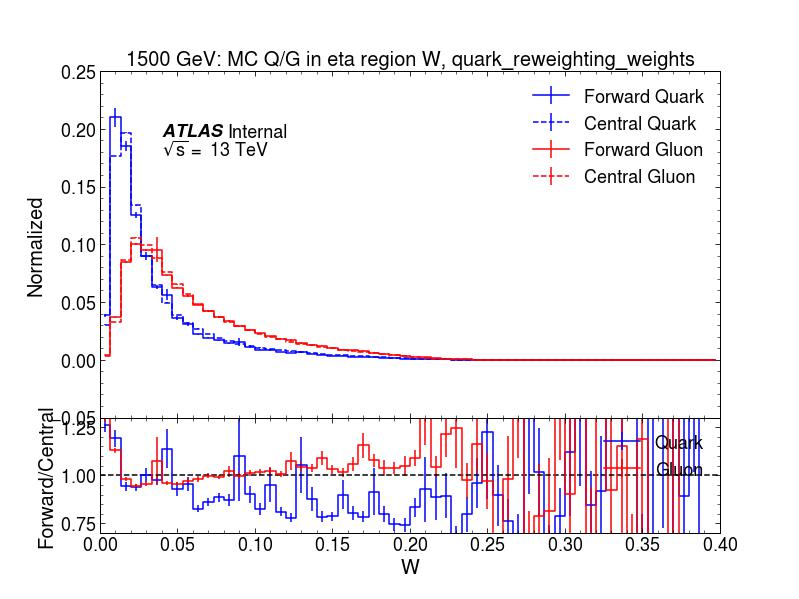 1500 GeV: MC Q/G in eta region W, quark_reweighting_weights
0.25
0.20
0.15
0.10
0.05
0.00
Normalized
ATLAS Internal
√s = 13 TeV
Forward Quark
Central Quark
Forward Gluon
Central Gluon
0.05
1.25
1.00
0.75
Forward/Central
Quark
Gluon
0.00 0.05 0.10 0.15 0.20 0.25 0.30 0.35 0.40
W